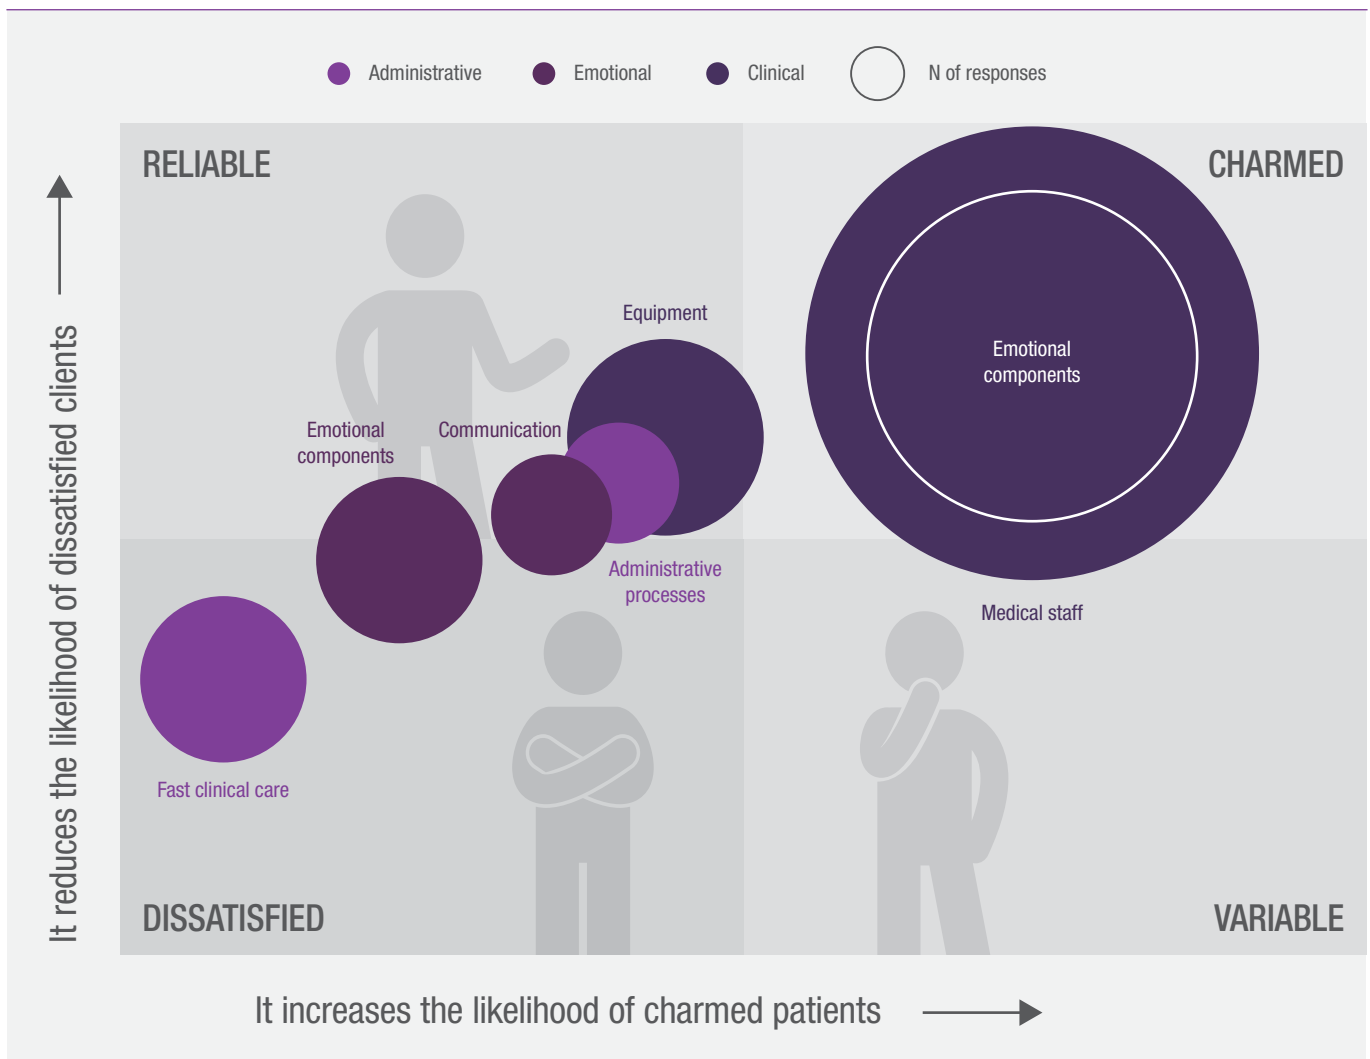 Administrative
Emotional
Clinical
N of responses
RELIABLE
CHARMED
Equipment
Emotional
components
Communication
Emotional
components
Administrative
processes
Medical staff
Fast clinical care
DISSATISFIED
VARIABLE
It reduces the likelihood of dissatisfied clients
It increases the likelihood of charmed patients